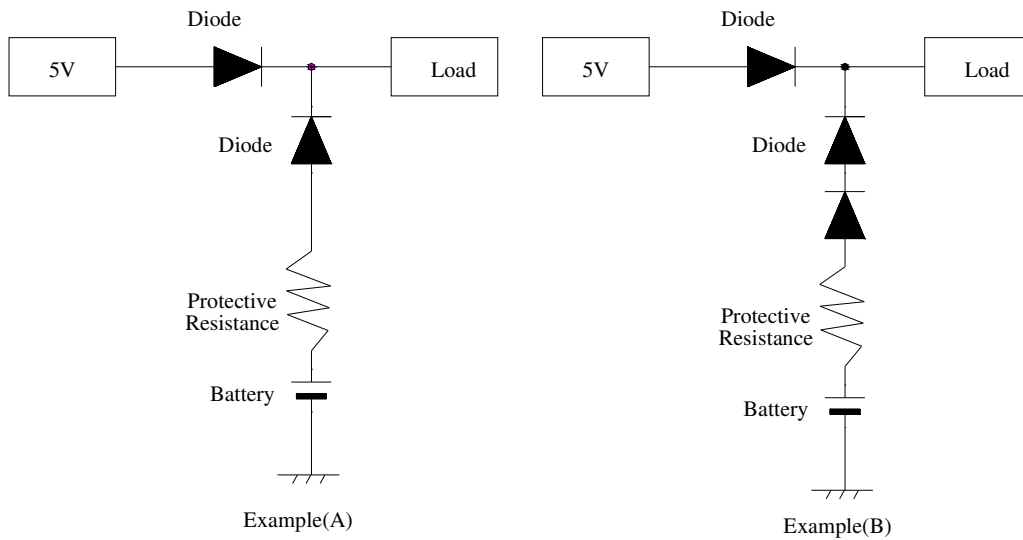 Diode
5V
Load
Diode
Protective
Resistance
Battery
Example(A)
Diode
5V
Load
Diode
Protective
Resistance
Battery
Example(B)